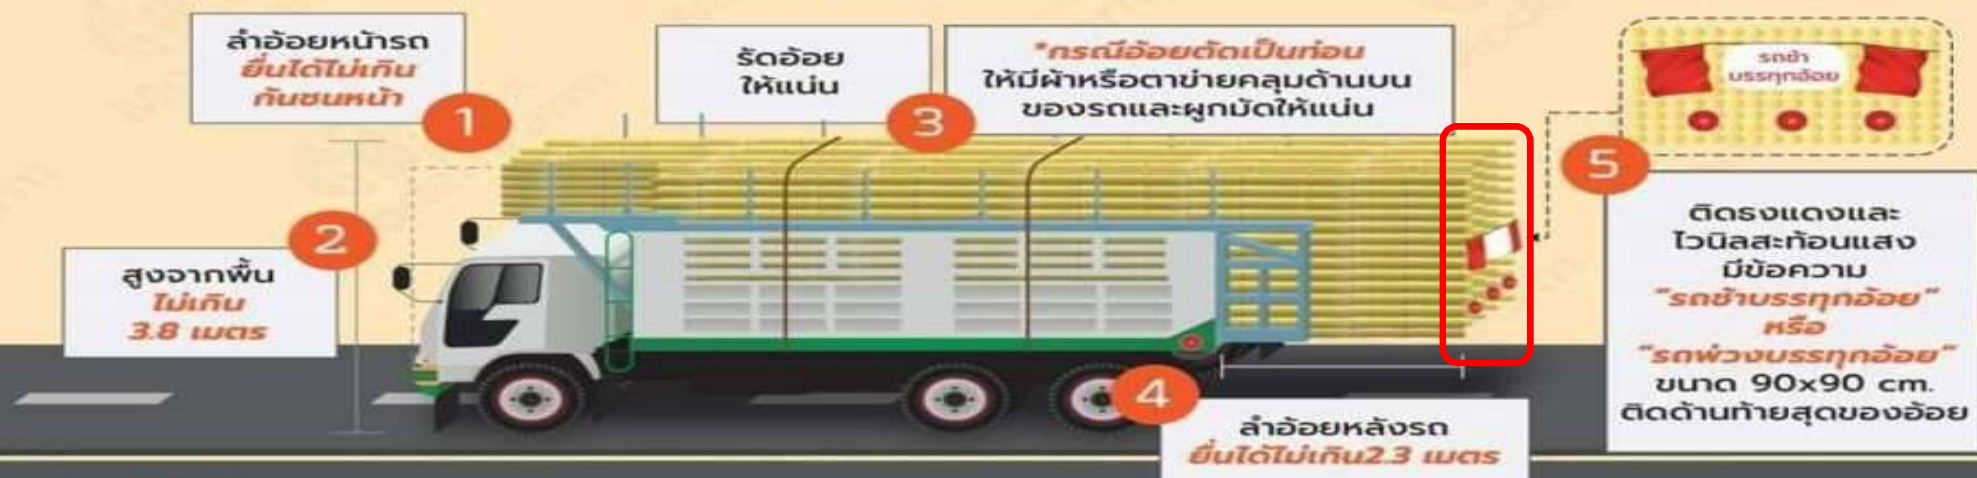 ลำอ้อยหน้ารถ
ยื่นได้ไม่เกิน
กันชนหน้า
1
2
สูงจากพื้น
ไม่เกิน
3.8 เมตร
รัดอ้อย
ให้แน่น
3
*กรณีอ้อยตัดเป็นท่อน
ให้มีผ้าหรือตาข่ายคลุมด้านบน
ของรถและผูกมัดให้แน่น
4
ลำอ้อยหลังรถ
ยื่นได้ไม่เกิน2.3 เมตร
รถช้า
บรรทุกอ้อย
5
ติดธงแดงและ
ไวนิลสะท้อนแสง
มีข้อความ
"รถช้าบรรทุกอ้อย"
หรือ
"รถพ่วงบรรทุกอ้อย"
ขนาด 90x90 cm.
ติดด้านท้ายสุดของอ้อย